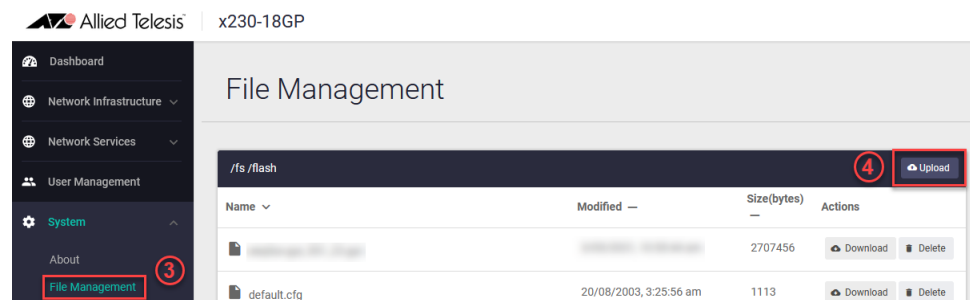 Allied Telesis x230-18GP
Dashboard
Network Infrastructure
Network Services
User Management
System
About
3
File Management
File Management
/fs /flash
4
Upload
Name Modified Size(bytes) Actions
2707456 Download Delete
default.cfg 20/08/2003, 3:25:56 am 1113 Download Delete